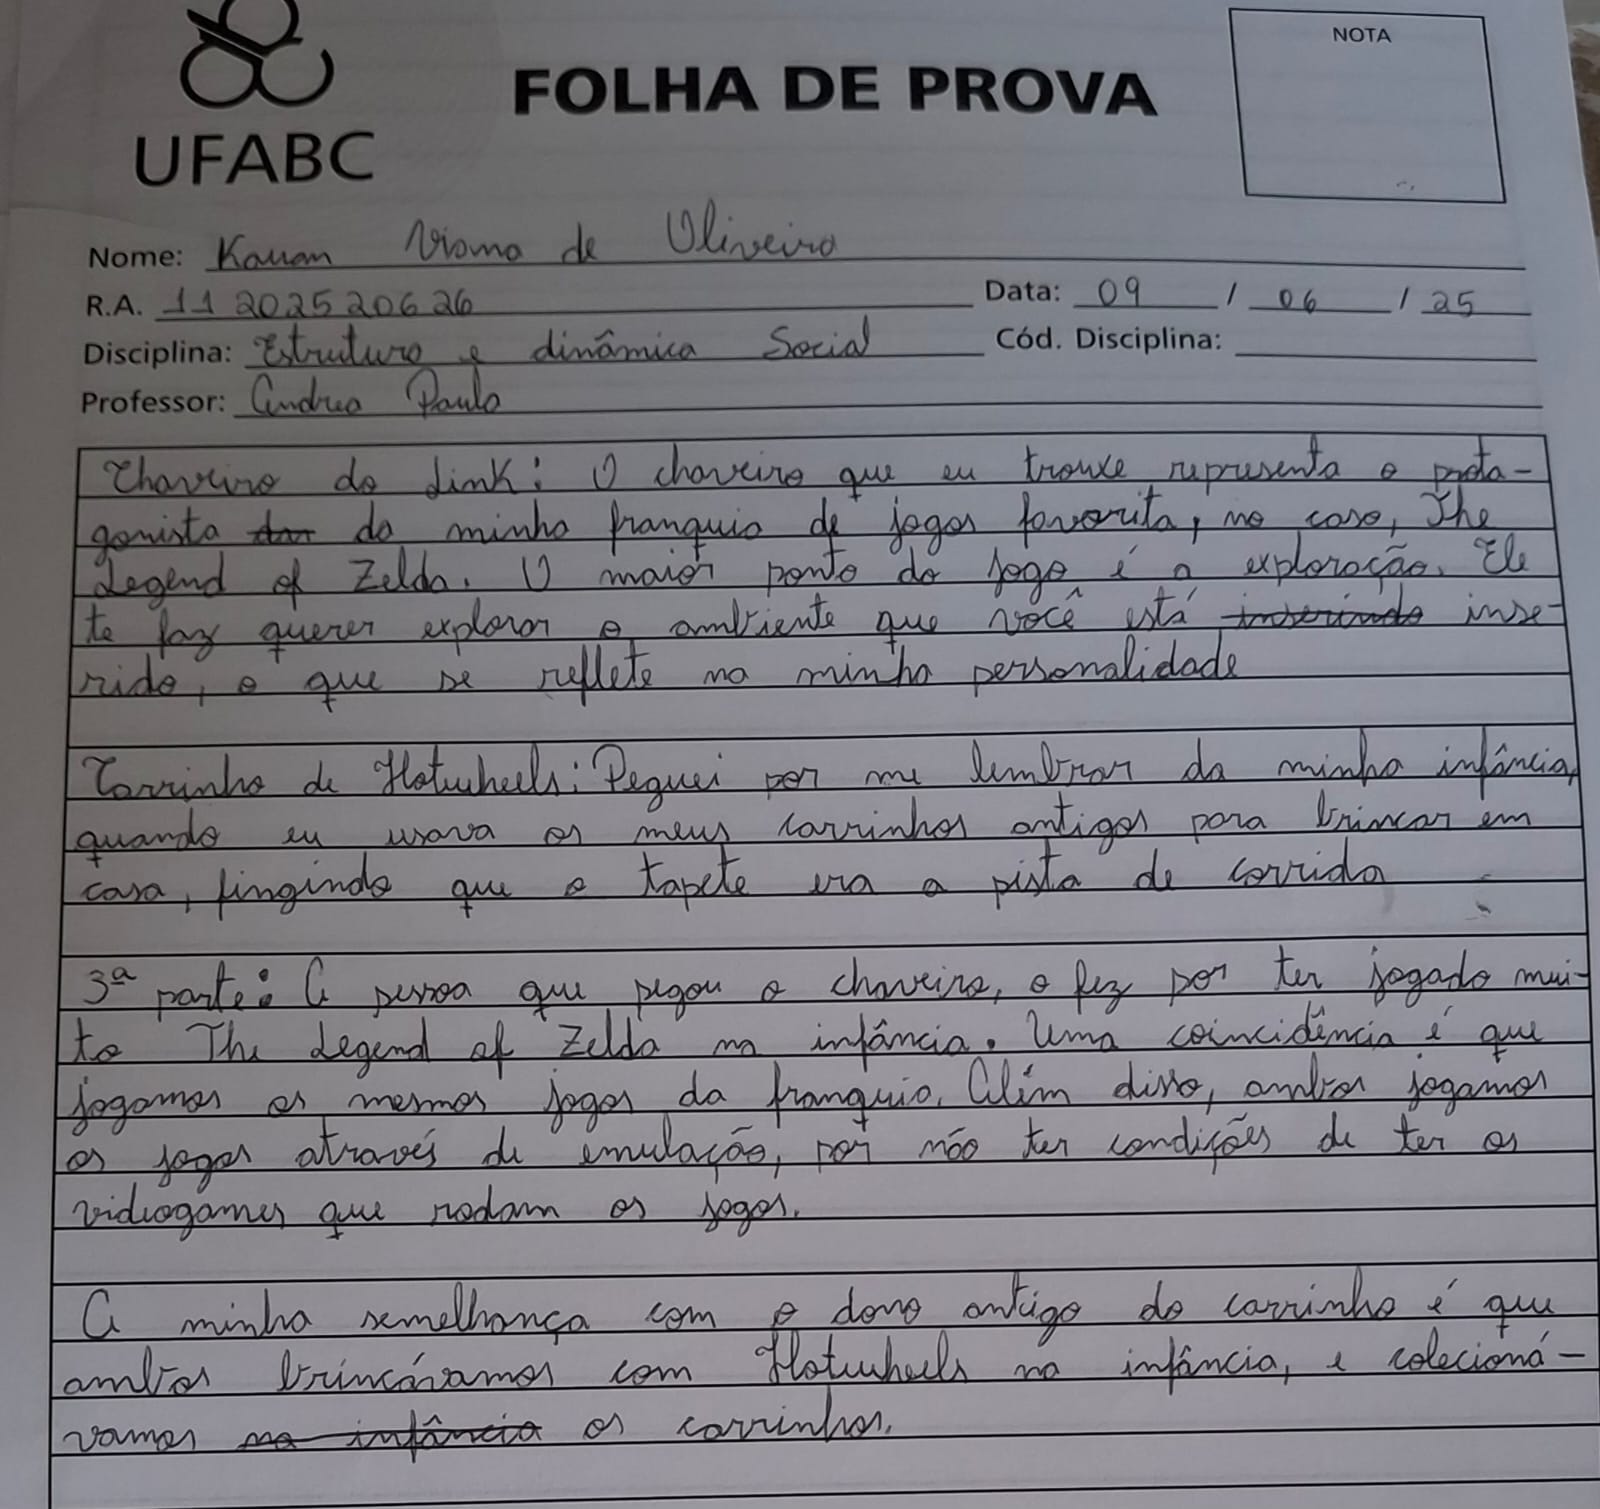 UFABC
FOLHA DE PROVA
NOTA
Nome: Kauan Viana de Oliveira
R.A. 11202520626 Data: 09 / 06 / 25
Disciplina: Estrutura e dinâmica Social Cód. Disciplina:
Professor: Andrea Paula
Chaveiro do Link: O chaveiro que eu trouxe representa o prota-
gonista da minha franquia de jogos favorita, no caso, The
Legend of Zelda. O maior ponto do jogo é a exploração. Ele
te faz querer explorar o ambiente que você está inserindo inse-
rido, o que se reflete na minha personalidade
Carrinho de Hotwheels: Peguei por me lembrar da minha infância,
quando eu usava os meus carrinhos antigos para brincar em
casa, fingindo que o tapete era a pista de corrida
3ª parte: A pessoa que pegou o chaveiro, o fez por ter jogado mui-
to The Legend of Zelda na infância. Uma coincidência é que
jogamos os mesmos jogos da franquia. Além disso, ambos jogamos
os jogos através de emulação, por não ter condições de ter os
videogames que rodam os jogos.
A minha semelhança com o dono antigo do carrinho é que
ambos brincávamos com Hotwheels na infância, e colecioná-
vamos na infância os carrinhos.